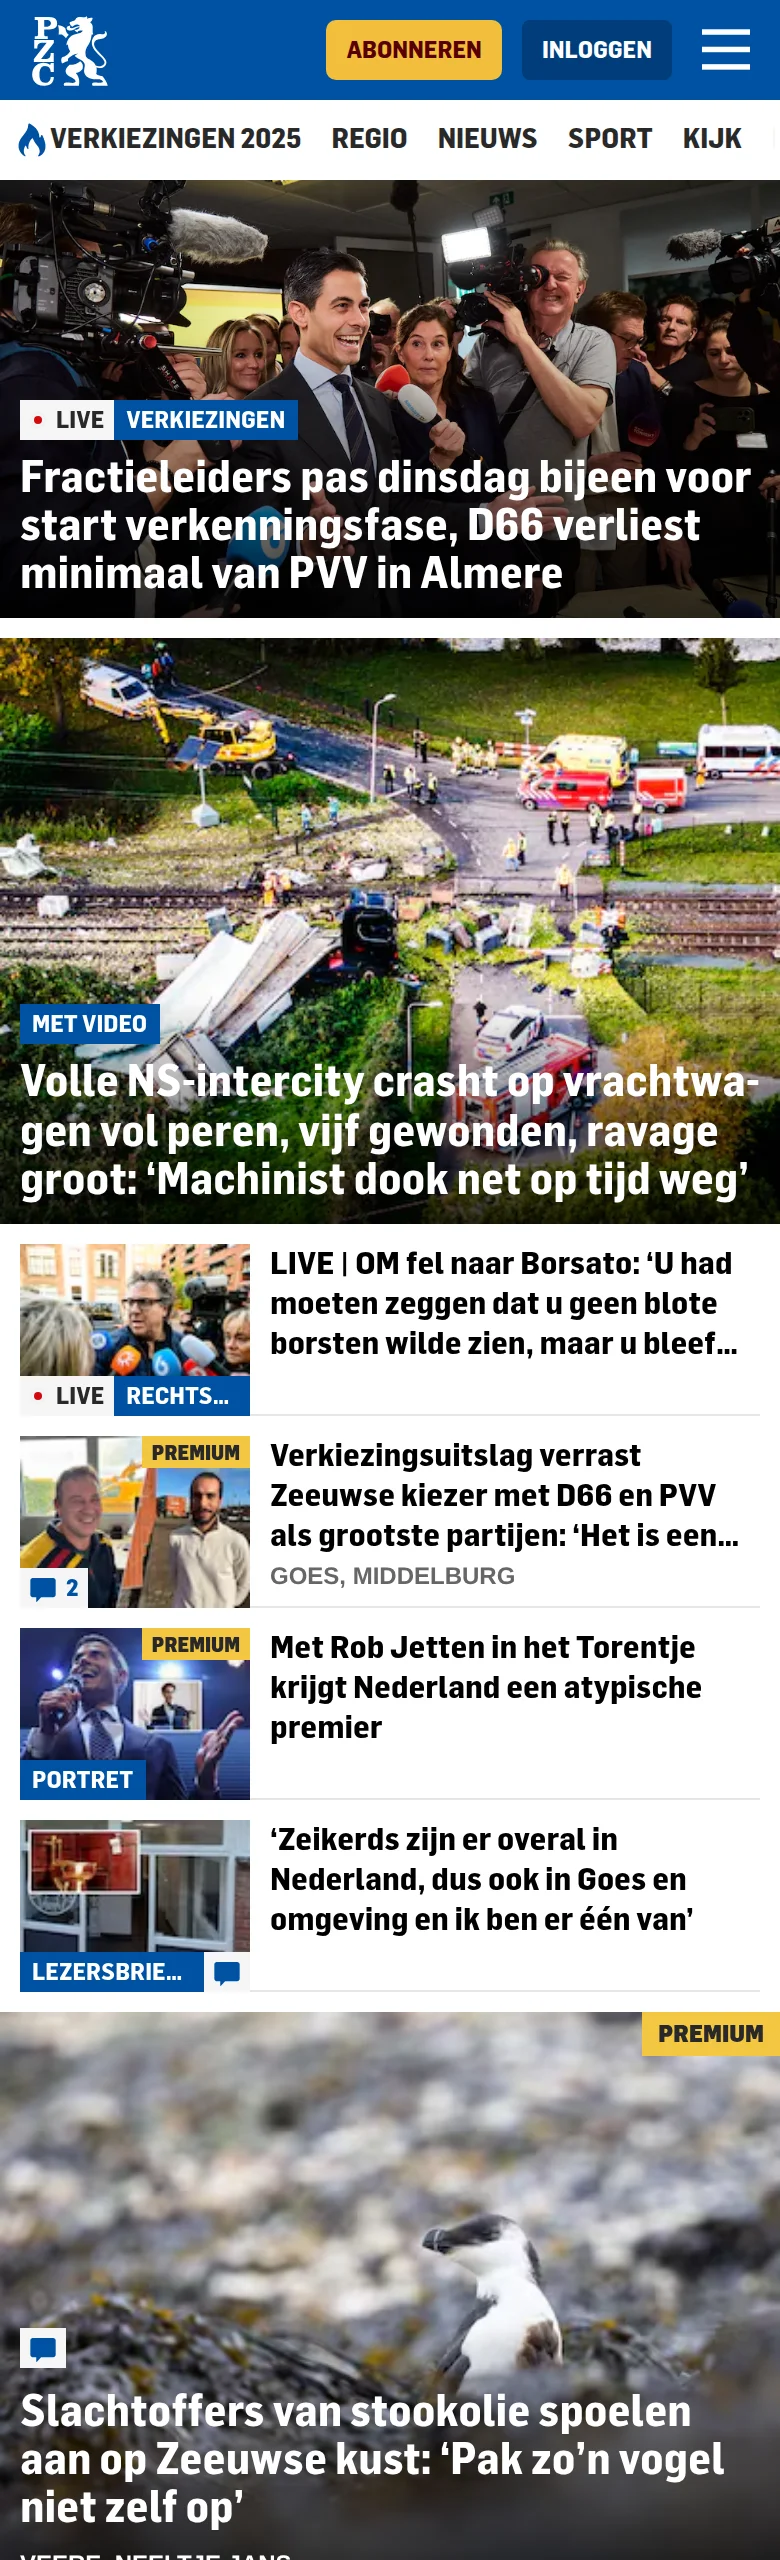 PZC
ABONNEREN
INLOGGEN
VERKIEZINGEN 2025 REGIO NIEUWS SPORT KIJK
LIVE VERKIEZINGEN
Fractieleiders pas dinsdag bijeen voor
start verkenningsfase, D66 verliest
minimaal van PVV in Almere
MET VIDEO
Volle NS-intercity crasht op vrachtwa-
gen vol peren, vijf gewonden, ravage
groot: ‘Machinist dook net op tijd weg’
LIVE RECHTS...
LIVE | OM fel naar Borsato: ‘U had
moeten zeggen dat u geen blote
borsten wilde zien, maar u bleef...
PREMIUM
2
Verkiezingsuitslag verrast
Zeeuwse kiezer met D66 en PVV
als grootste partijen: ‘Het is een...
GOES, MIDDELBURG
PREMIUM
PORTRET
Met Rob Jetten in het Torentje
krijgt Nederland een atypische
premier
LEZERSBRIE...
‘Zeikerds zijn er overal in
Nederland, dus ook in Goes en
omgeving en ik ben er één van’
PREMIUM
Slachtoffers van stookolie spoelen
aan op Zeeuwse kust: ‘Pak zo’n vogel
niet zelf op’
VEERE, NEELTJE JANS